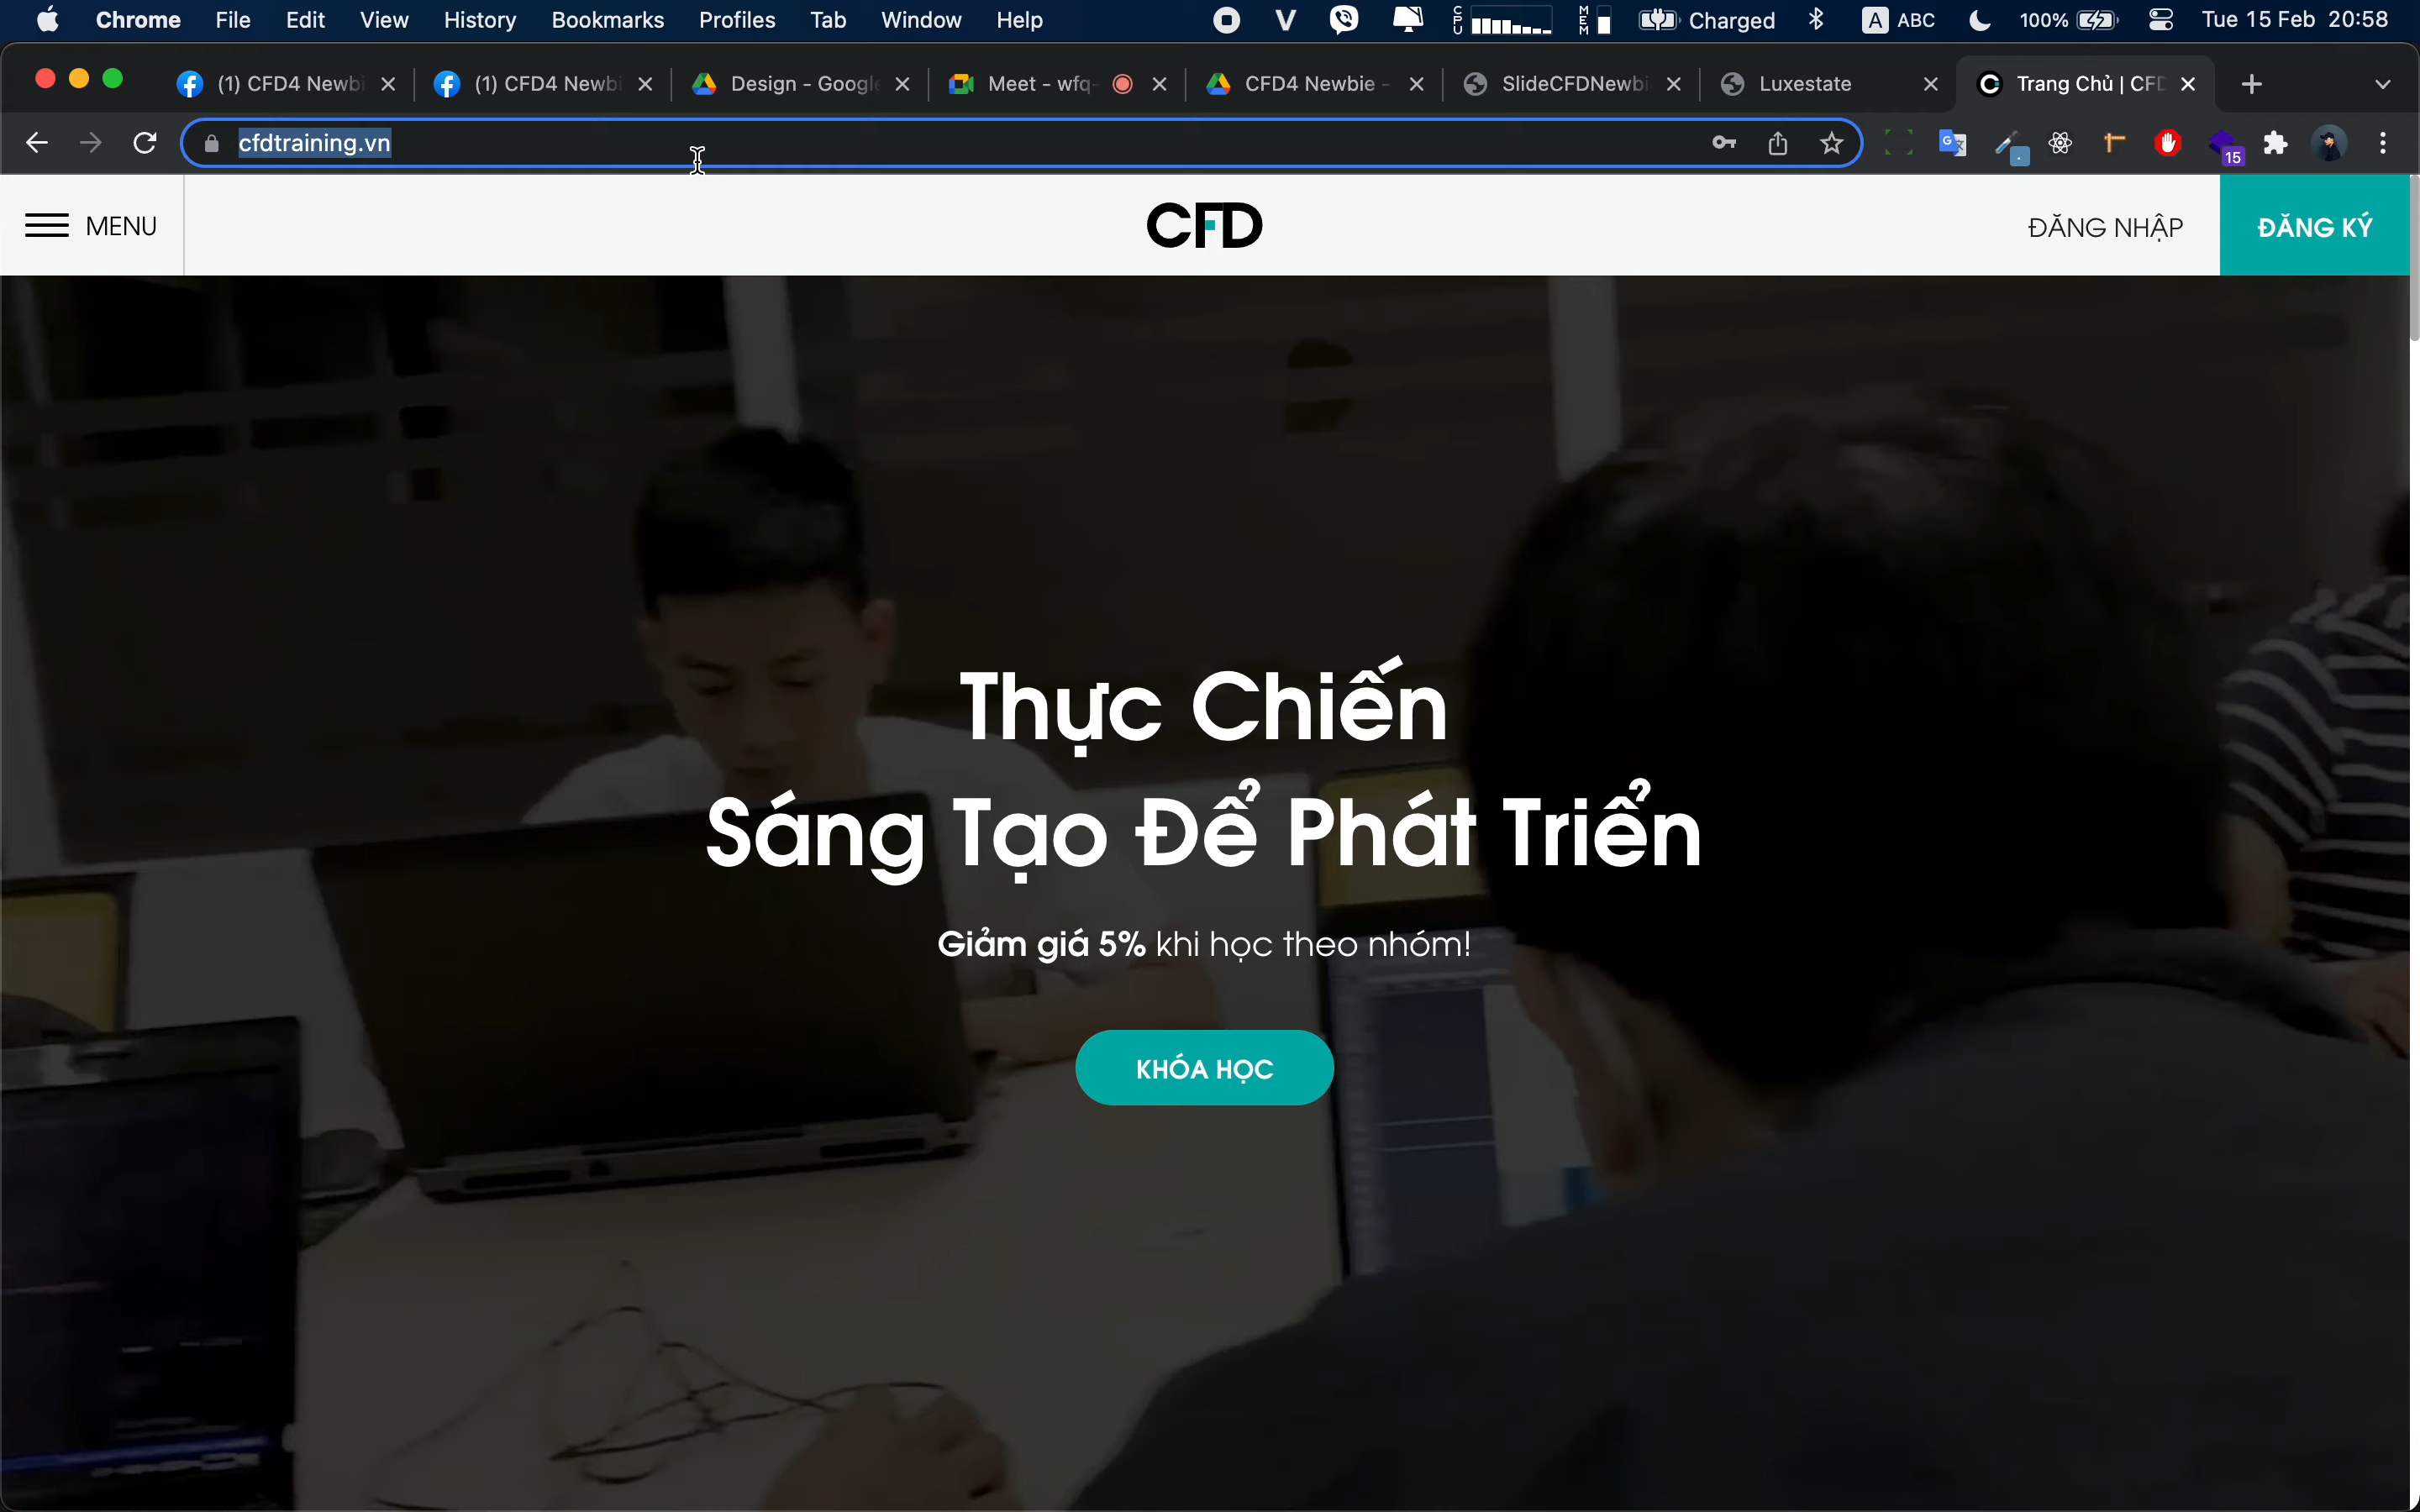 Chrome File Edit View History Bookmarks Profiles Tab Window Help V CPU MEM Charged A ABC 100% Tue 15 Feb 20:58
(1) CFD4 Newbi (1) CFD4 Newbi Design - Google Meet - wfq- CFD4 Newbie - SlideCFDNewbi Luxestate Trang Chủ | CFD
cfdtraining.vn 15
MENU CFD ĐĂNG NHẬP ĐĂNG KÝ
Thực Chiến
Sáng Tạo Để Phát Triển
Giảm giá 5% khi học theo nhóm!
KHÓA HỌC